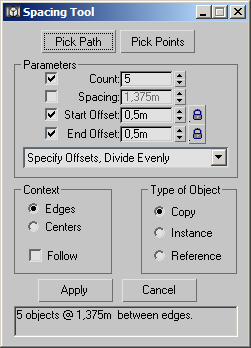 Spacing Tool
Pick Path Pick Points
Parameters
Count: 5
Spacing: 1,375m
Start Offset: 0,5m
End Offset: 0,5m
Specify Offsets, Divide Evenly
Context Type of Object
Edges Copy
Centers Instance
Follow Reference
Apply Cancel
5 objects @ 1,375m between edges.